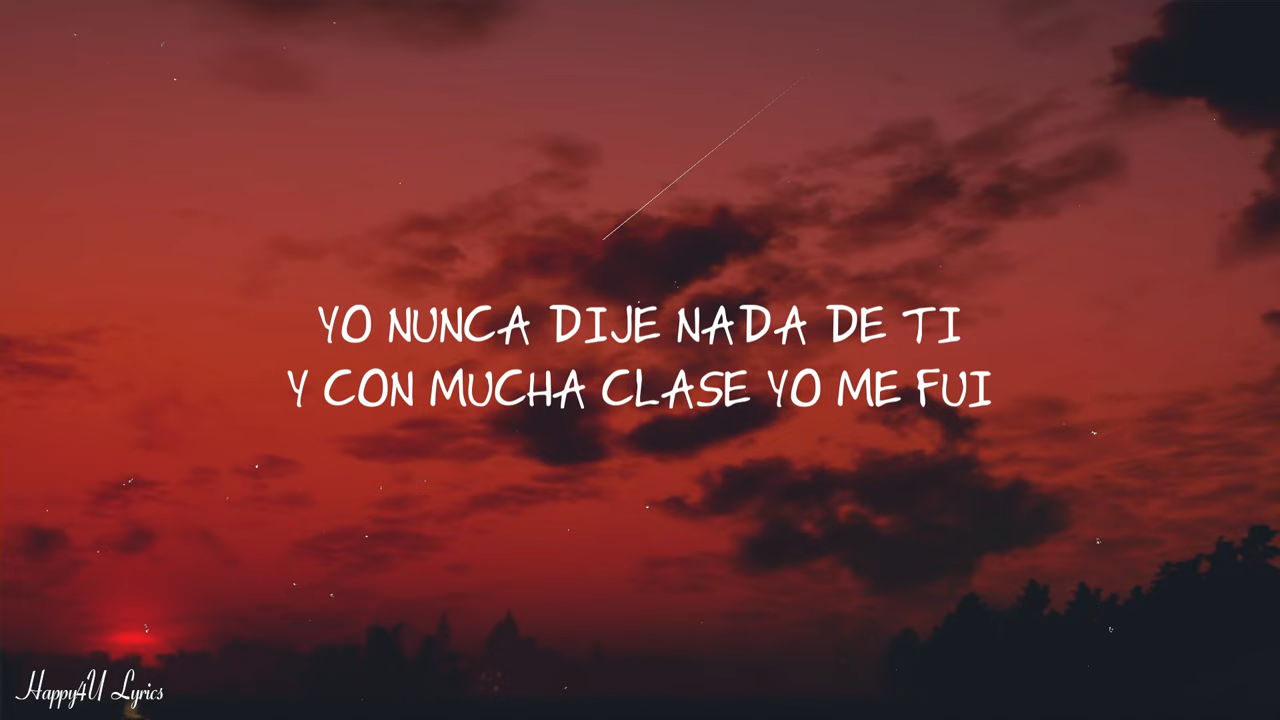 YO NUNCA DIJE NADA DE TI
Y CON MUCHA CLASE YO ME FUI
Happy4U Lyrics